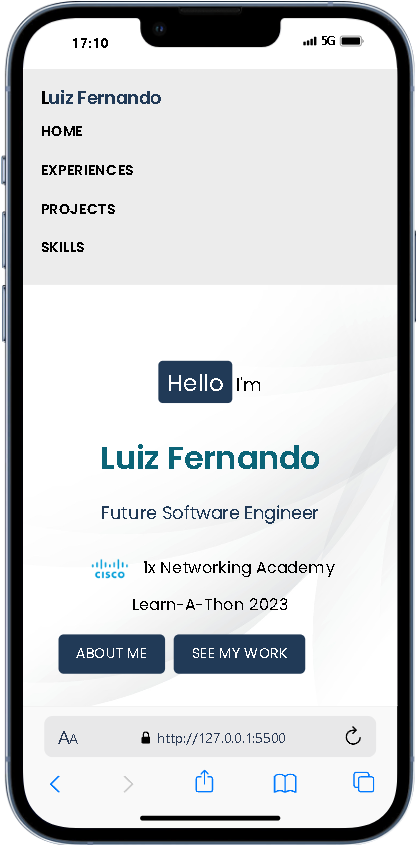 17:10 5G
Luiz Fernando
HOME
EXPERIENCES
PROJECTS
SKILLS
Hello I'm
Luiz Fernando
Future Software Engineer
CISCO 1x Networking Academy
Learn-A-Thon 2023
ABOUT ME SEE MY WORK
AA http://127.0.0.1:5500